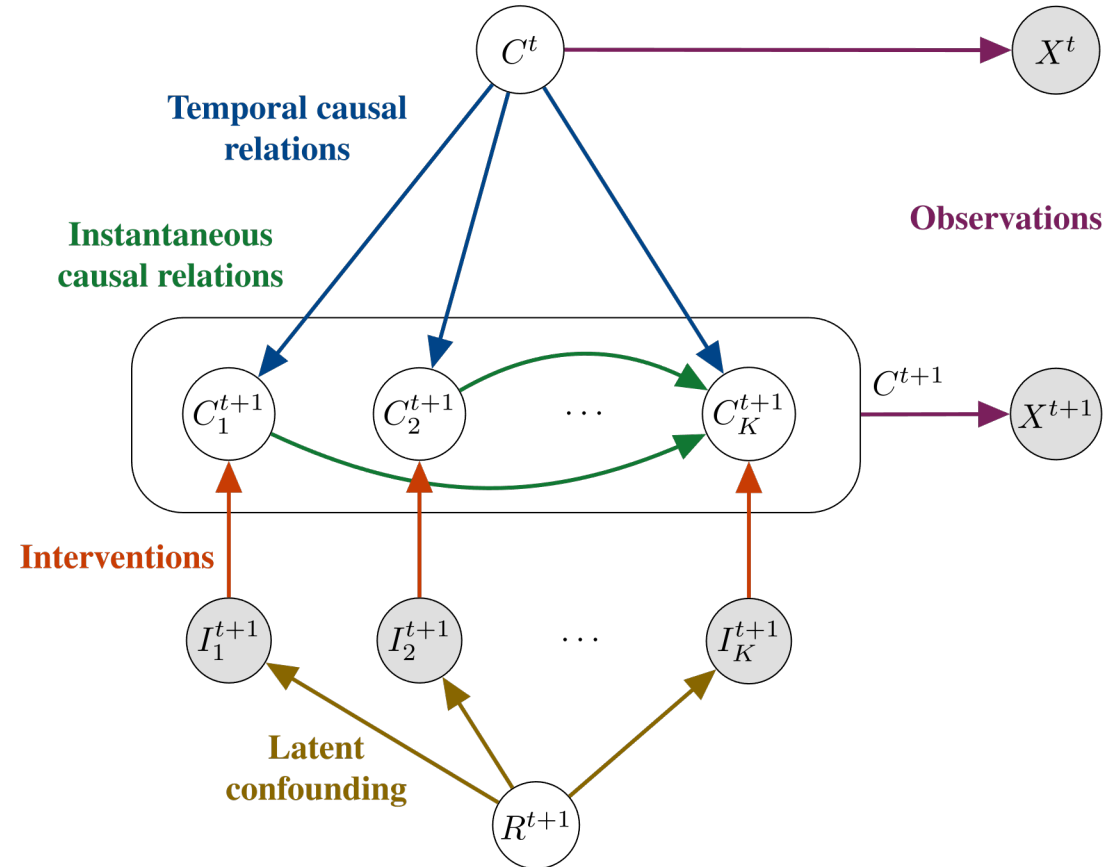 $C^t$
$X^t$
Temporal causal
relations
Observations
Instantaneous
causal relations
$C^{t+1}$
$C_1^{t+1}$
$C_2^{t+1}$
⋯
$C_K^{t+1}$
$X^{t+1}$
Interventions
$I_1^{t+1}$
$I_2^{t+1}$
⋯
$I_K^{t+1}$
Latent
confounding
$R^{t+1}$